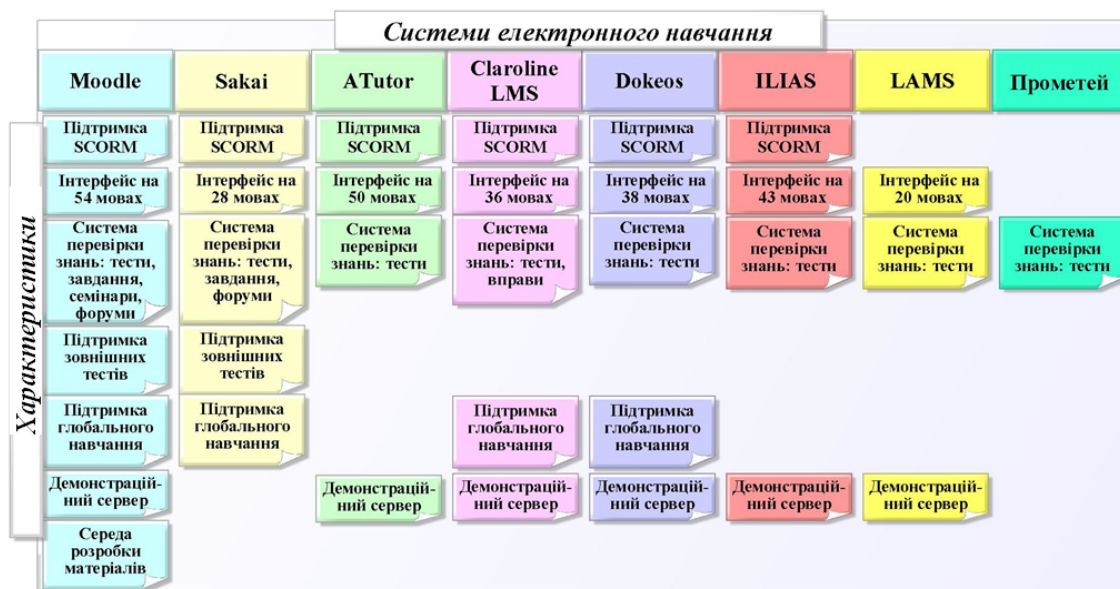 Системи електронного навчання
Moodle
Sakai
ATutor
Claroline
LMS
Dokeos
ILIAS
LAMS
Прометей
Характеристики
Підтримка
SCORM
Підтримка
SCORM
Підтримка
SCORM
Підтримка
SCORM
Підтримка
SCORM
Підтримка
SCORM
Інтерфейс на
54 мовах
Інтерфейс на
28 мовах
Інтерфейс на
50 мовах
Інтерфейс на
36 мовах
Інтерфейс на
38 мовах
Інтерфейс на
43 мовах
Інтерфейс на
20 мовах
Система
перевірки
знань: тести,
завдання,
семінари,
форуми
Система
перевірки
знань: тести,
завдання,
форуми
Система
перевірки
знань: тести
Система
перевірки
знань: тести,
вправи
Система
перевірки
знань: тести
Система
перевірки
знань: тести
Система
перевірки
знань: тести
Система
перевірки
знань: тести
Підтримка
зовнішних
тестів
Підтримка
зовнішних
тестів
Підтримка
глобального
навчання
Підтримка
глобального
навчання
Підтримка
глобального
навчання
Підтримка
глобального
навчання
Демонстрацій-
ний сервер
Демонстрацій-
ний сервер
Демонстрацій-
ний сервер
Демонстрацій-
ний сервер
Демонстрацій-
ний сервер
Демонстрацій-
ний сервер
Середа
розробки
матеріалів